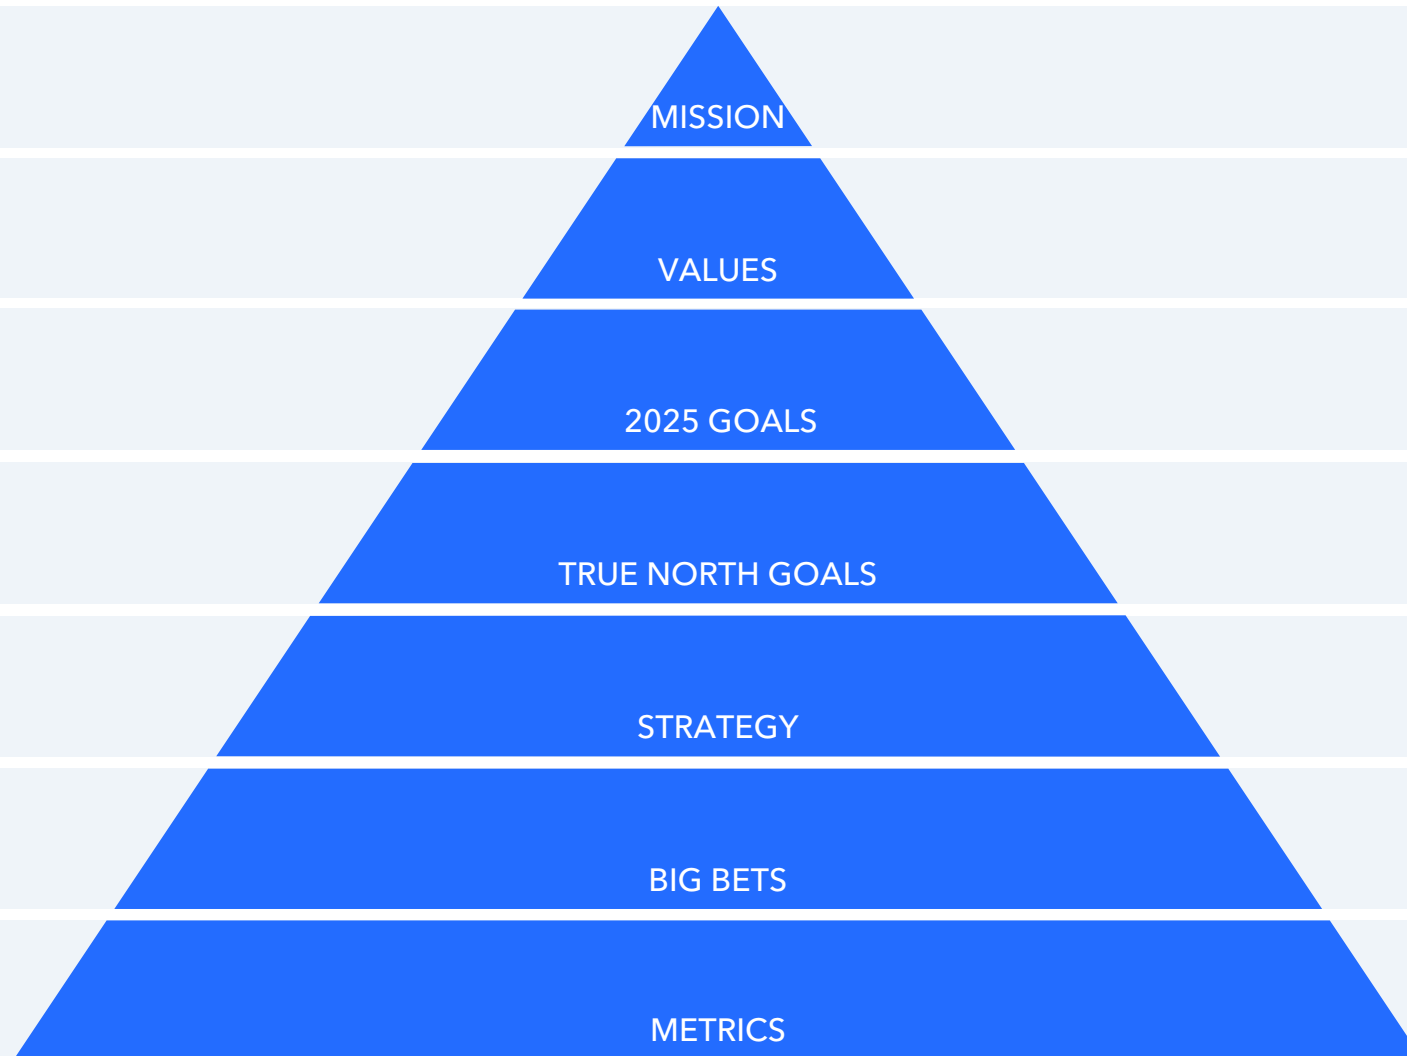 MISSION
VALUES
2025 GOALS
TRUE NORTH GOALS
STRATEGY
BIG BETS
METRICS